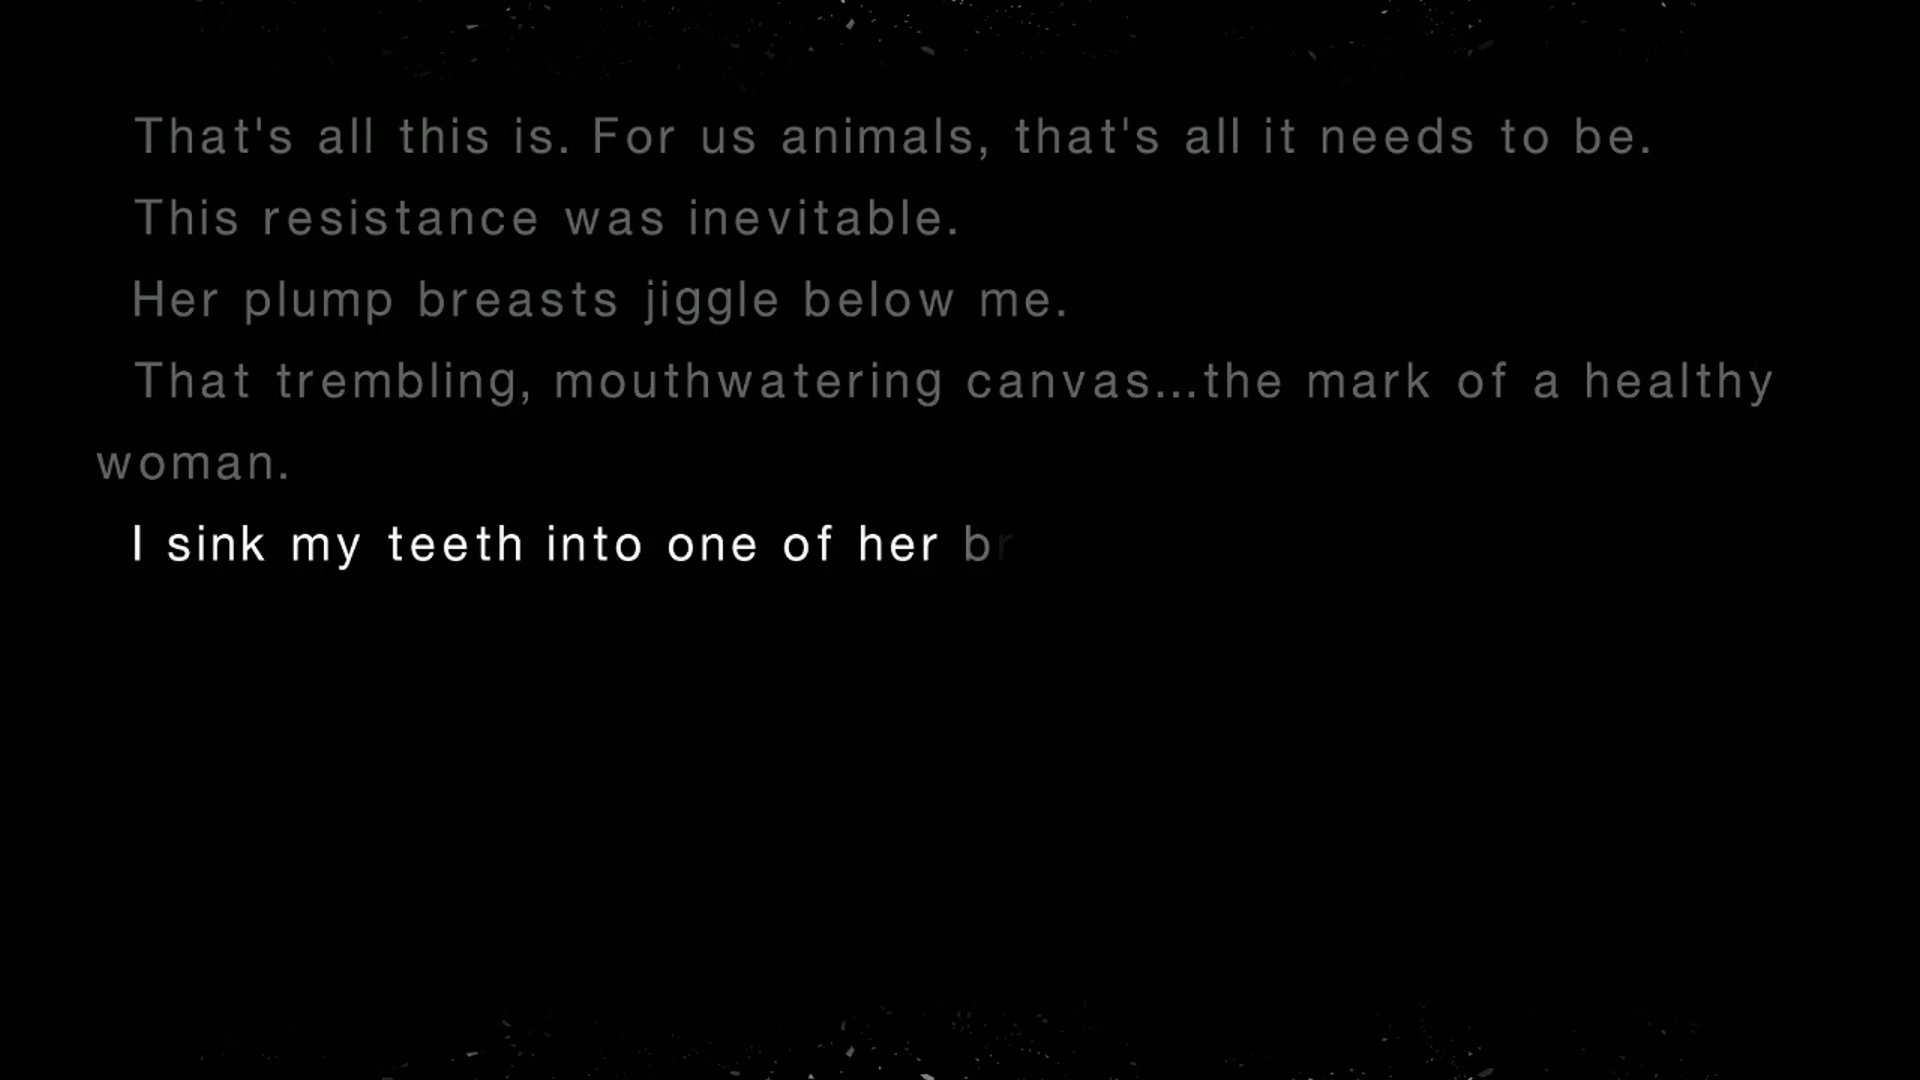 That's all this is. For us animals, that's all it needs to be.
This resistance was inevitable.
Her plump breasts jiggle below me.
That trembling, mouthwatering canvas...the mark of a healthy
woman.
I sink my teeth into one of her br